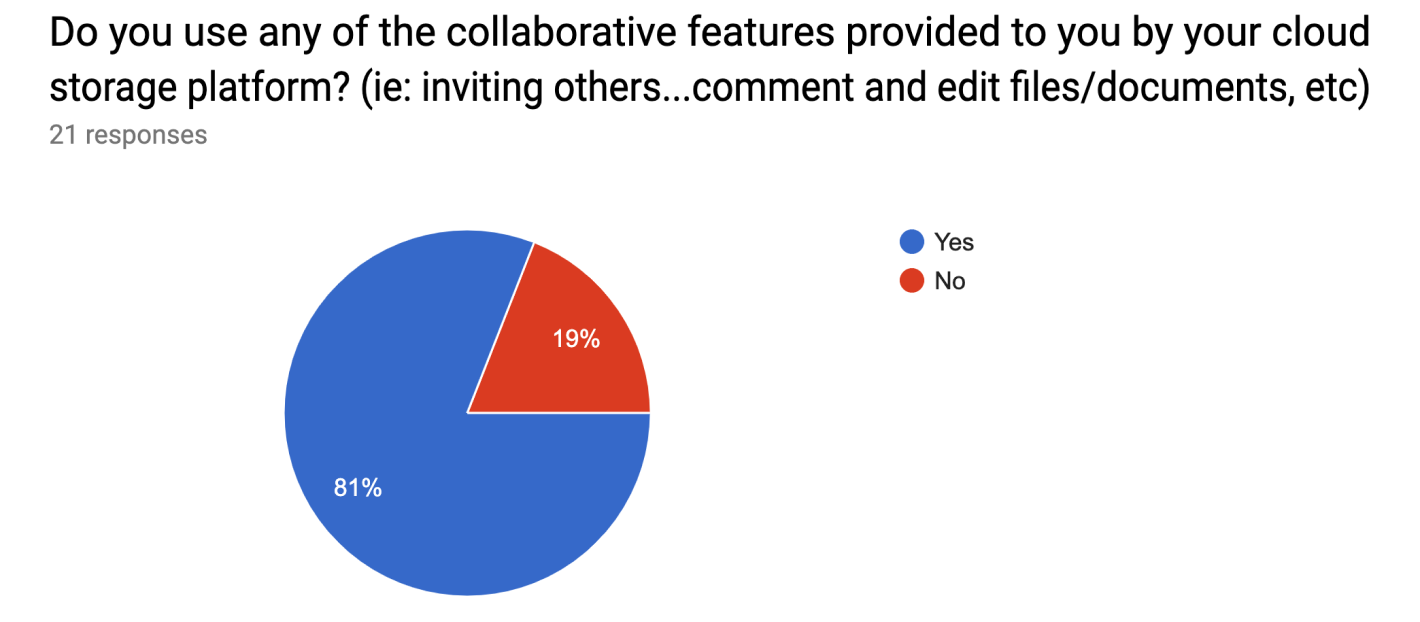 Do you use any of the collaborative features provided to you by your cloud
storage platform? (ie: inviting others...comment and edit files/documents, etc)
21 responses
Yes
No
19%
81%